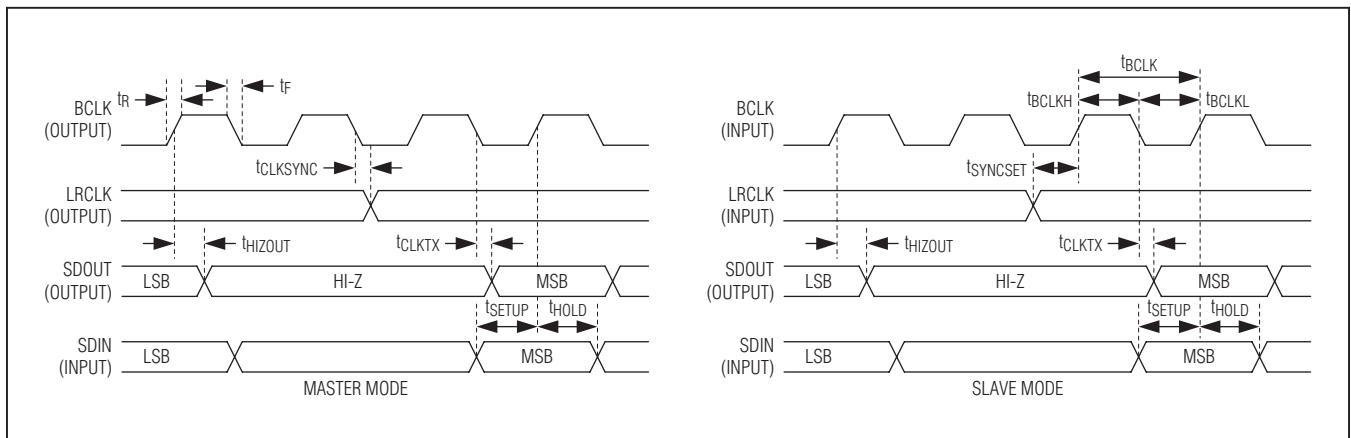 tR
tF
BCLK
(OUTPUT)
tCLKSYNC
LRCLK
(OUTPUT)
tHIZOUT
tCLKTX
SDOUT
(OUTPUT)
LSB
HI-Z
MSB
tSETUP
tHOLD
SDIN
(INPUT)
LSB
MSB
MASTER MODE
tBCLK
tBCLKH
tBCLKL
BCLK
(INPUT)
tSYNCSET
LRCLK
(INPUT)
tHIZOUT
tCLKTX
SDOUT
(OUTPUT)
LSB
HI-Z
MSB
tSETUP
tHOLD
SDIN
(INPUT)
LSB
MSB
SLAVE MODE